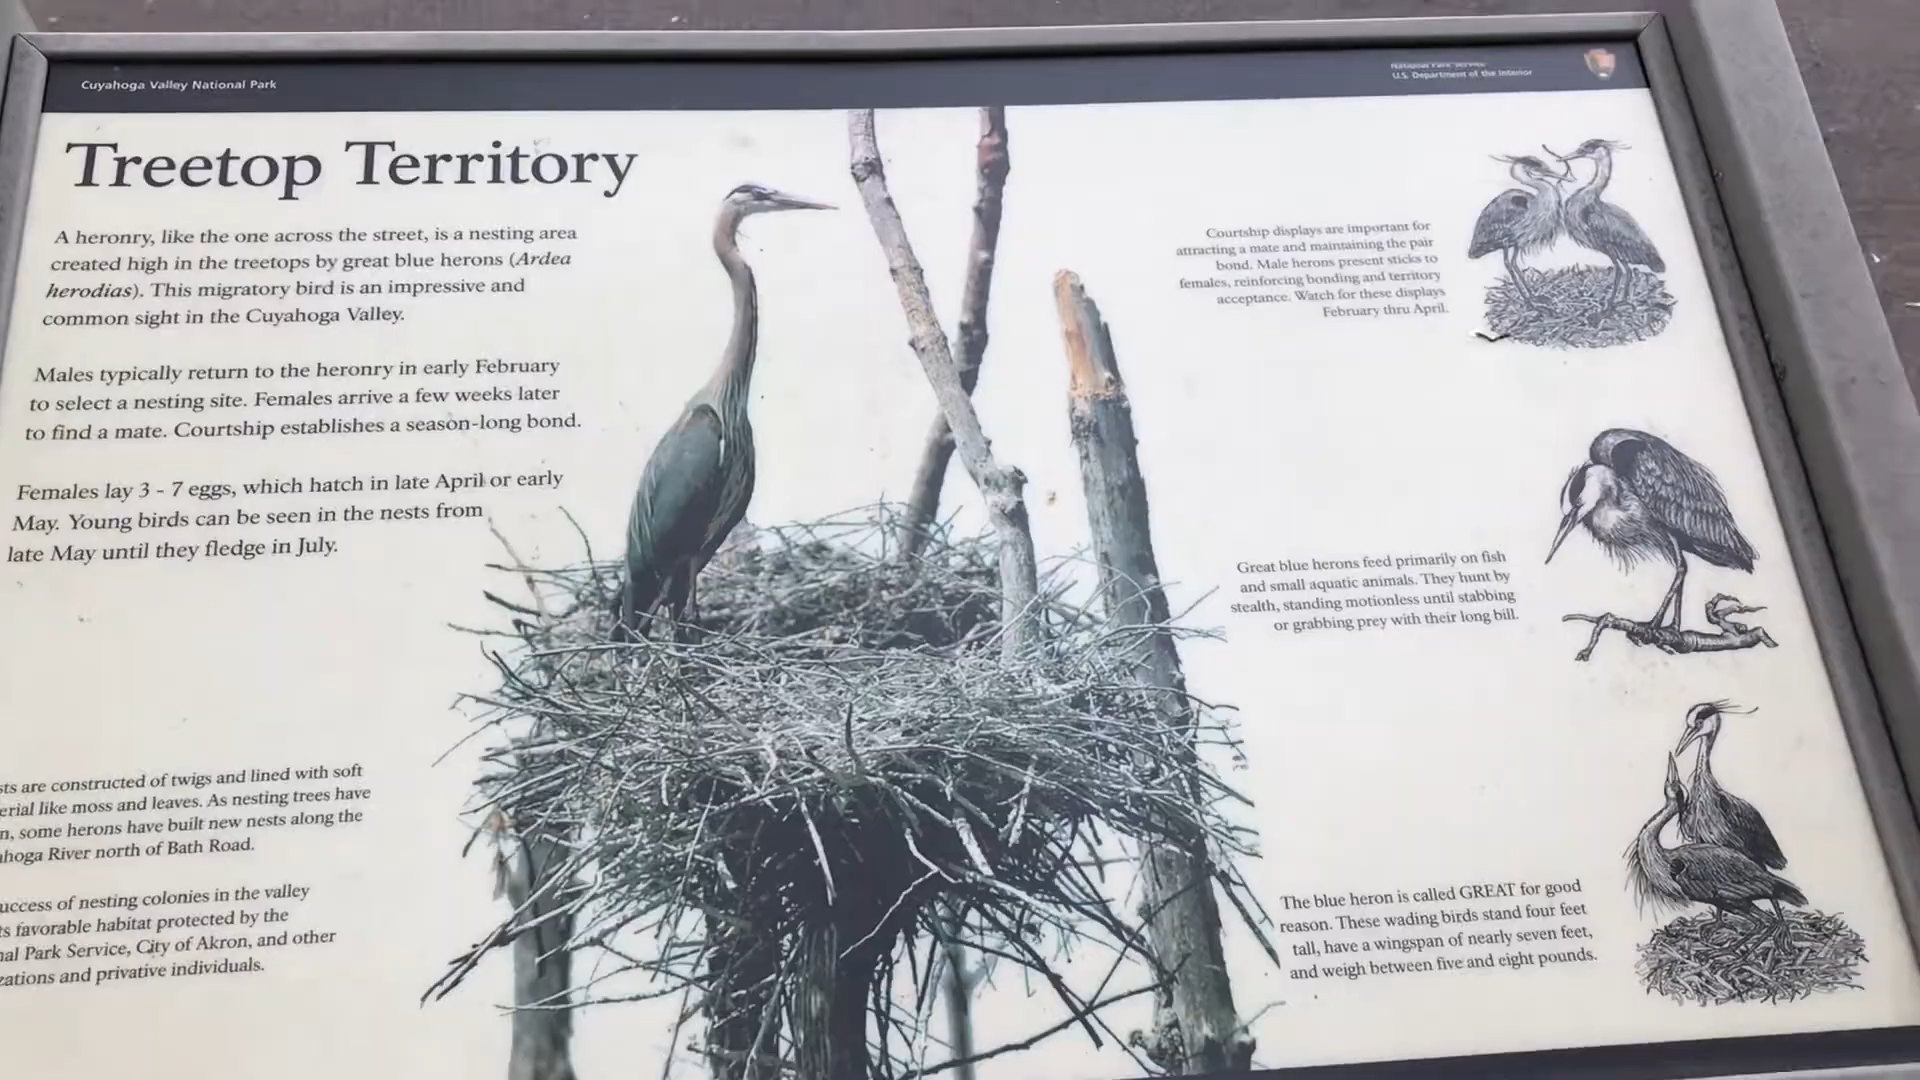 Cuyahoga Valley National Park
National Park Service
U.S. Department of the Interior
Treetop Territory
A heronry, like the one across the street, is a nesting area
created high in the treetops by great blue herons (Ardea
herodias). This migratory bird is an impressive and
common sight in the Cuyahoga Valley.
Males typically return to the heronry in early February
to select a nesting site. Females arrive a few weeks later
to find a mate. Courtship establishes a season-long bond.
Females lay 3 - 7 eggs, which hatch in late April or early
May. Young birds can be seen in the nests from
late May until they fledge in July.
are constructed of twigs and lined with soft
like moss and leaves. As nesting trees have
some herons have built new nests along the
River north of Bath Road.
of nesting colonies in the valley
favorable habitat protected by the
Park Service, City of Akron, and other
and privative individuals.
Courtship displays are important for
attracting a mate and maintaining the pair
bond. Male herons present sticks to
females, reinforcing bonding and territory
acceptance. Watch for these displays
February thru April.
Great blue herons feed primarily on fish
and small aquatic animals. They hunt by
stealth, standing motionless until stabbing
or grabbing prey with their long bill.
The blue heron is called GREAT for good
reason. These wading birds stand four feet
tall, have a wingspan of nearly seven feet,
and weigh between five and eight pounds.